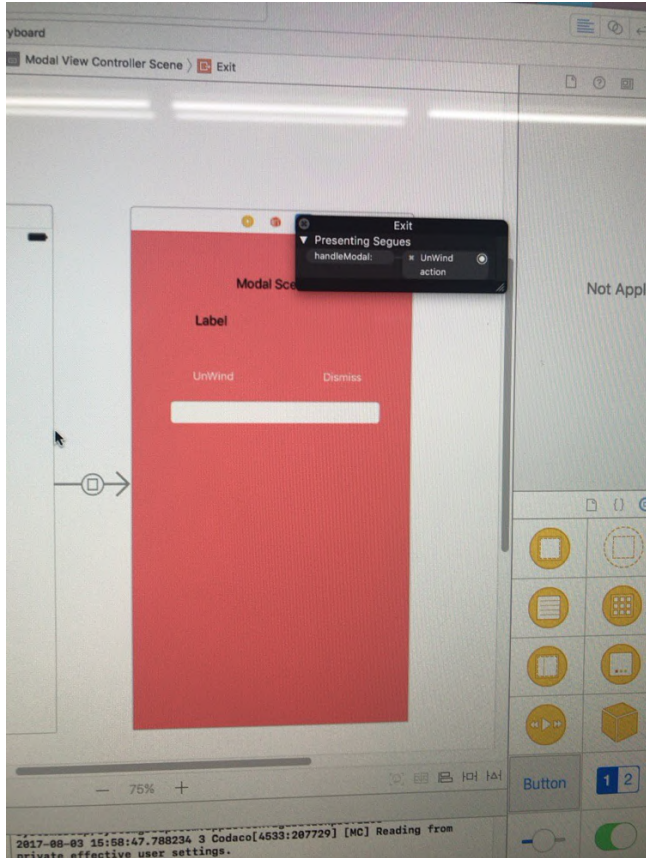 yboard
Modal View Controller Scene 〉 Exit
Exit
▼ Presenting Segues
handleModal: ✖ UnWind
action
Modal Sce
Label
Not Appl
UnWind Dismiss
{}
— 75% +
Button 1 2
2017-08-03 15:58:47.788234 3 Codaco[4533:207729] [MC] Reading from
private effective user settings.